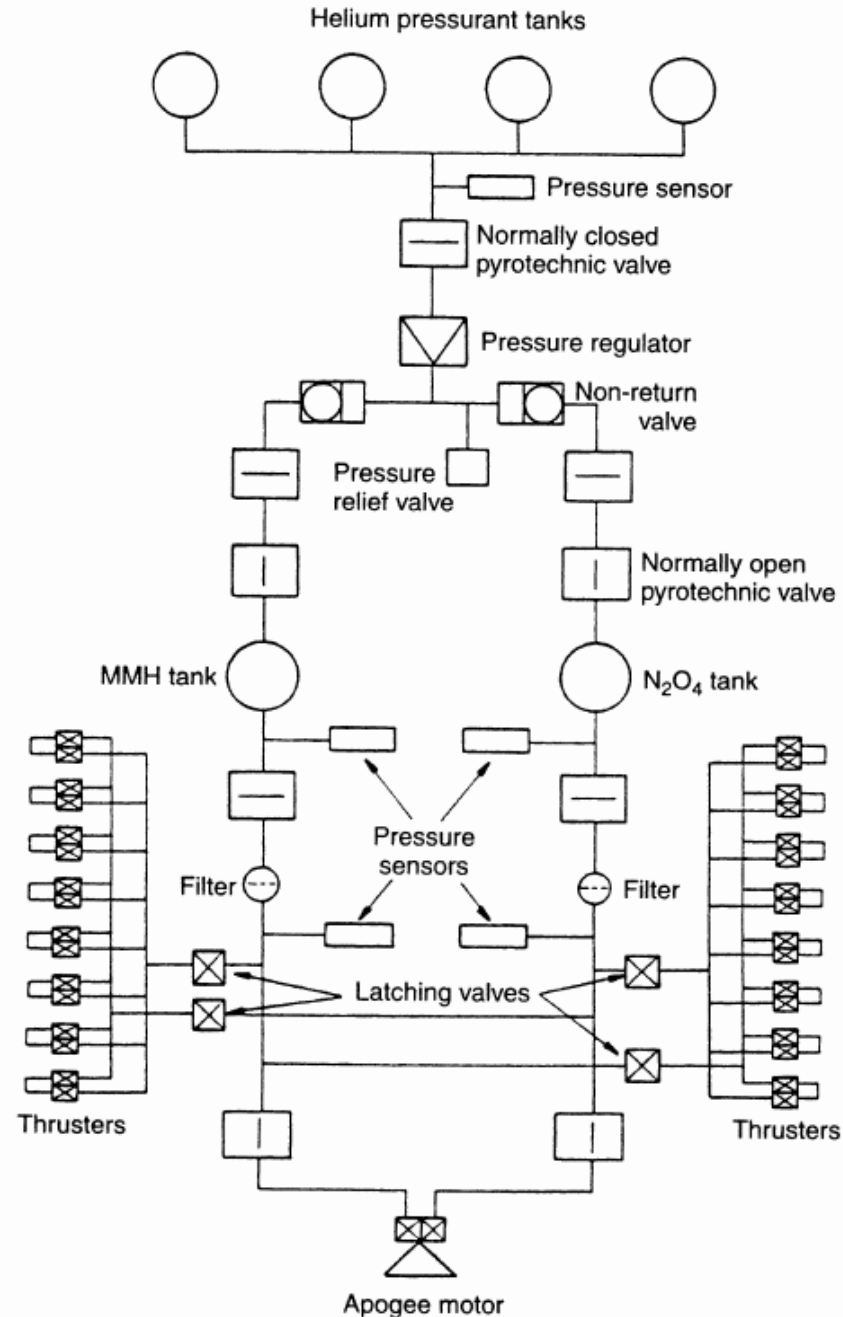 Helium pressurant tanks
Pressure sensor
Normally closed
pyrotechnic valve
Pressure regulator
Non-return
valve
Pressure
relief valve
Normally open
pyrotechnic valve
MMH tank
N₂O₄ tank
Pressure
sensors
Filter
Filter
Latching valves
Thrusters
Thrusters
Apogee motor